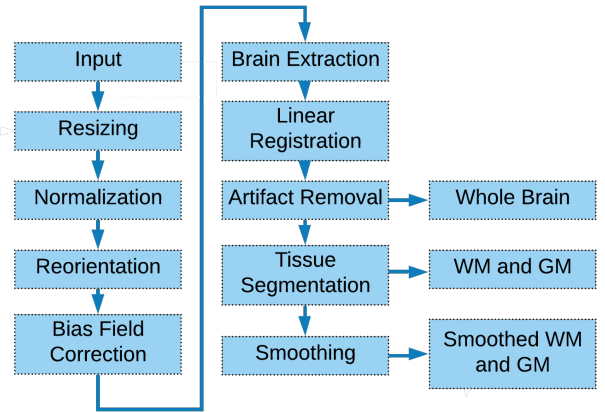 Input
Resizing
Normalization
Reorientation
Bias Field
Correction
Brain Extraction
Linear
Registration
Artifact Removal
Whole Brain
Tissue
Segmentation
WM and GM
Smoothing
Smoothed WM
and GM